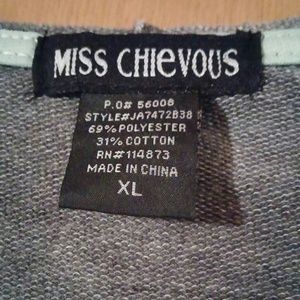 MISS CHIeVOUS
P.O# 56008
STYLE#JA7472B38
69% POLYESTER
31% COTTON
RN#114873
MADE IN CHINA
XL